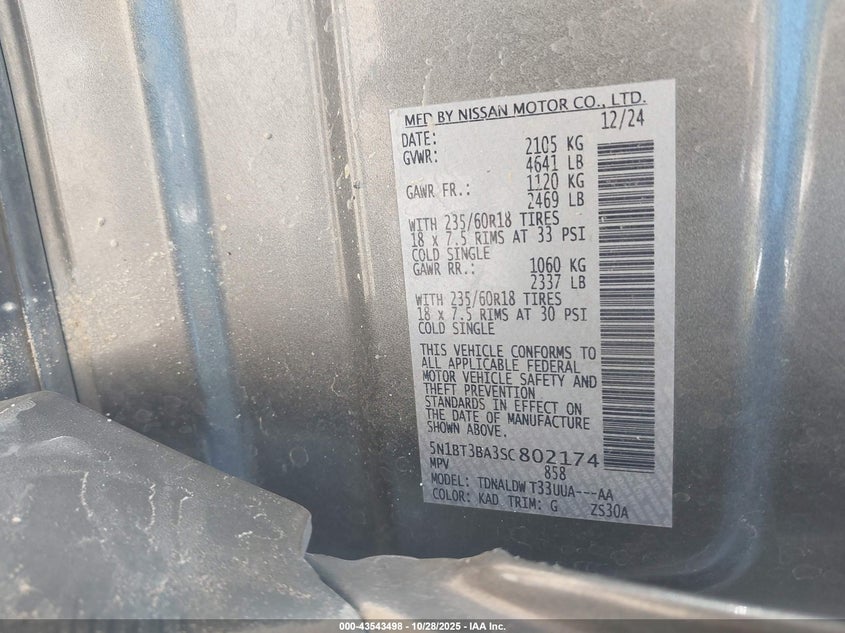 MFD BY NISSAN MOTOR CO., LTD.
DATE: 12/24
GVWR: 2105 KG
4641 LB
GAWR FR.: 1120 KG
2469 LB
WITH 235/60R18 TIRES
18 x 7.5 RIMS AT 33 PSI
COLD SINGLE
GAWR RR.: 1060 KG
2337 LB
WITH 235/60R18 TIRES
18 x 7.5 RIMS AT 30 PSI
COLD SINGLE
THIS VEHICLE CONFORMS TO
ALL APPLICABLE FEDERAL
MOTOR VEHICLE SAFETY AND
THEFT PREVENTION
STANDARDS IN EFFECT ON
THE DATE OF MANUFACTURE
SHOWN ABOVE.
5N1BT3BA3SC802174
MPV 858
MODEL: TDNALDW T33UUA---AA
COLOR: KAD TRIM: G ZS30A
000-43543498 - 10/28/2025 - IAA Inc.